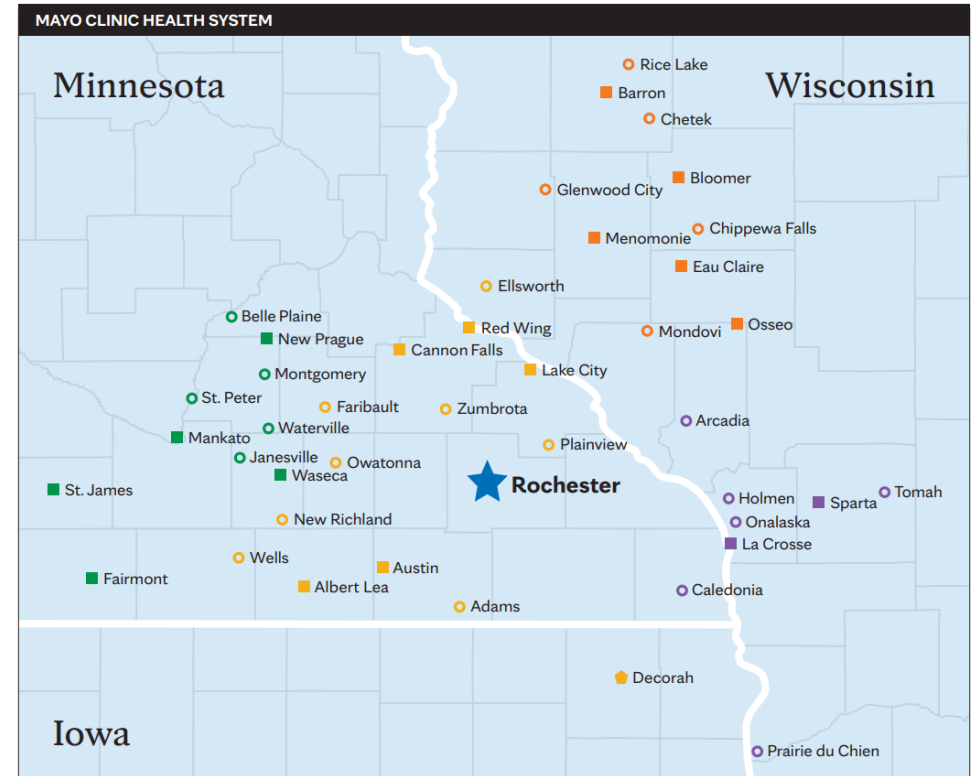 MAYO CLINIC HEALTH SYSTEM
Minnesota
Wisconsin
Rice Lake
Barron
Chetek
Bloomer
Glenwood City
Chippewa Falls
Menomonie
Eau Claire
Ellsworth
Belle Plaine
Red Wing
Osseo
Mondovi
New Prague
Cannon Falls
Lake City
Montgomery
St. Peter
Faribault
Zumbrota
Arcadia
Waterville
Mankato
Plainview
Janesville
Owatonna
Waseca
Rochester
St. James
Holmen
Sparta
Tomah
New Richland
Onalaska
La Crosse
Wells
Austin
Fairmont
Albert Lea
Caledonia
Adams
Decorah
Iowa
Prairie du Chien